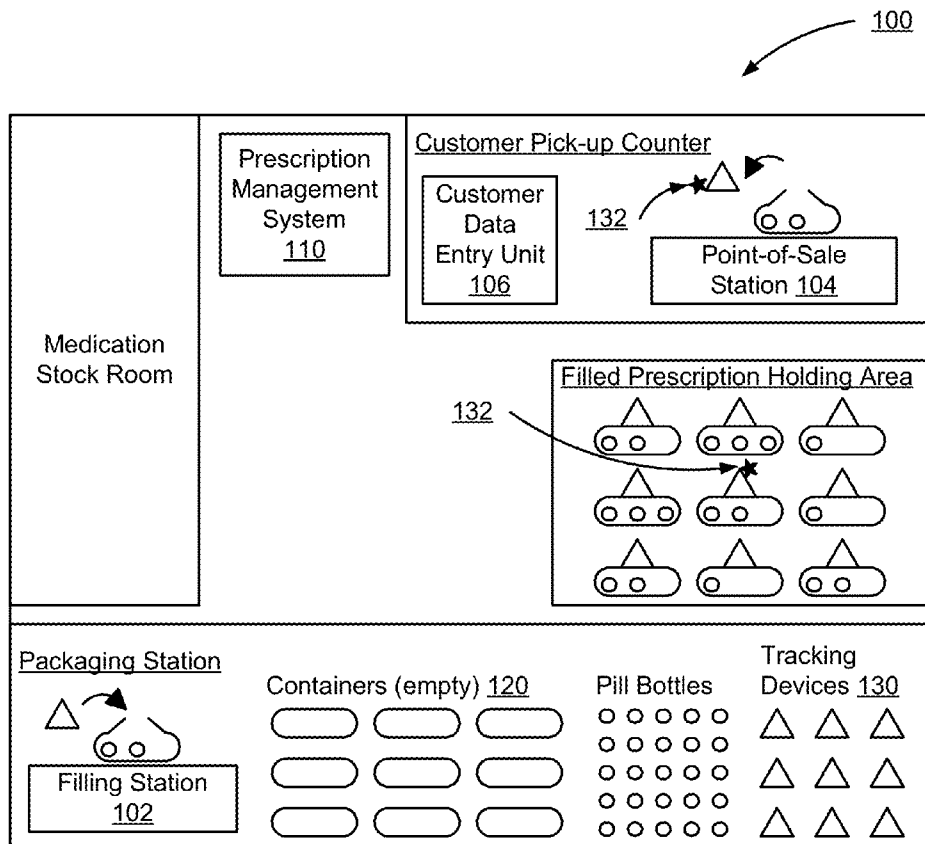 100
Customer Pick-up Counter
Prescription
Management
System
110
Customer
Data
Entry Unit
106
132
Point-of-Sale
Station 104
Medication
Stock Room
Filled Prescription Holding Area
132
Packaging Station
Containers (empty) 120
Pill Bottles
Tracking
Devices 130
Filling Station
102